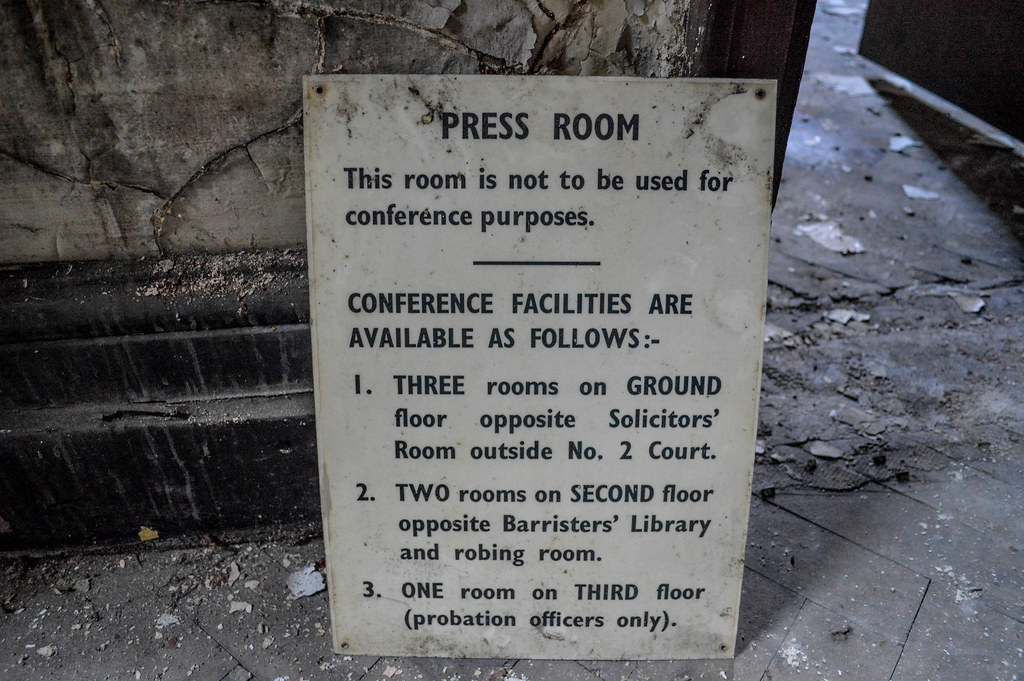 PRESS ROOM
This room is not to be used for
conference purposes.
CONFERENCE FACILITIES ARE
AVAILABLE AS FOLLOWS:-
1. THREE rooms on GROUND
floor opposite Solicitors'
Room outside No. 2 Court.
2. TWO rooms on SECOND floor
opposite Barristers' Library
and robing room.
3. ONE room on THIRD floor
(probation officers only).